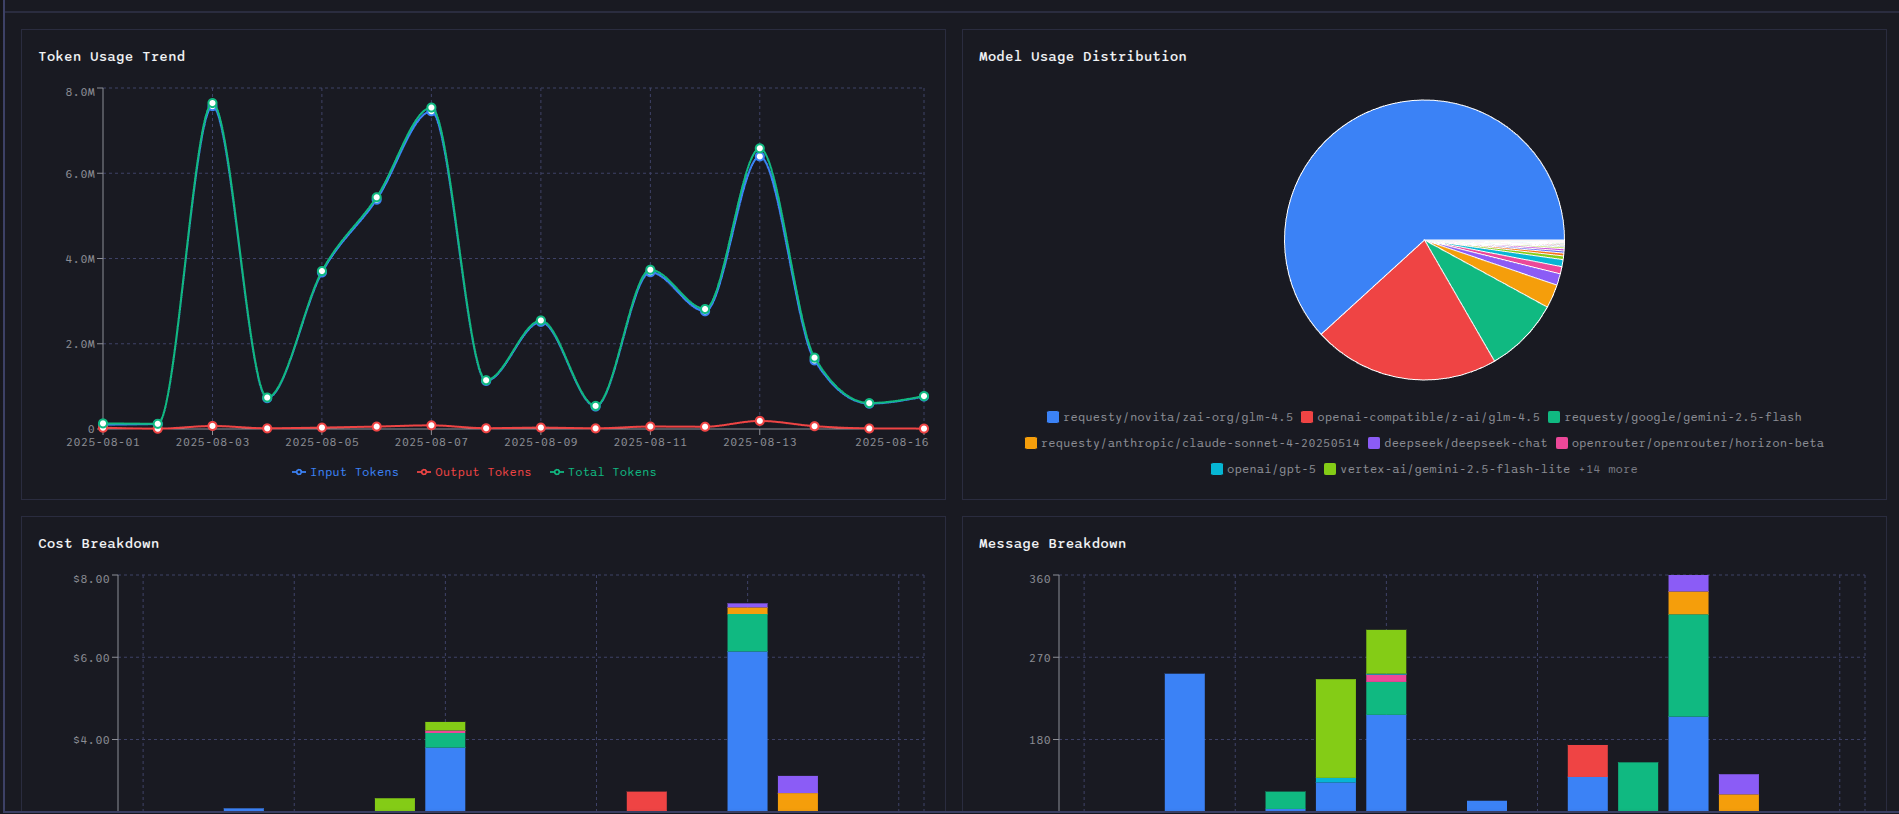 Token Usage Trend
8.0M
6.0M
4.0M
2.0M
0
2025-08-01 2025-08-03 2025-08-05 2025-08-07 2025-08-09 2025-08-11 2025-08-13 2025-08-16
Input Tokens Output Tokens Total Tokens
Model Usage Distribution
requesty/novita/zai-org/glm-4.5 openai-compatible/z-ai/glm-4.5 requesty/google/gemini-2.5-flash
requesty/anthropic/claude-sonnet-4-20250514 deepseek/deepseek-chat openrouter/openrouter/horizon-beta
openai/gpt-5 vertex-ai/gemini-2.5-flash-lite +14 more
Cost Breakdown
$8.00
$6.00
$4.00
Message Breakdown
360
270
180